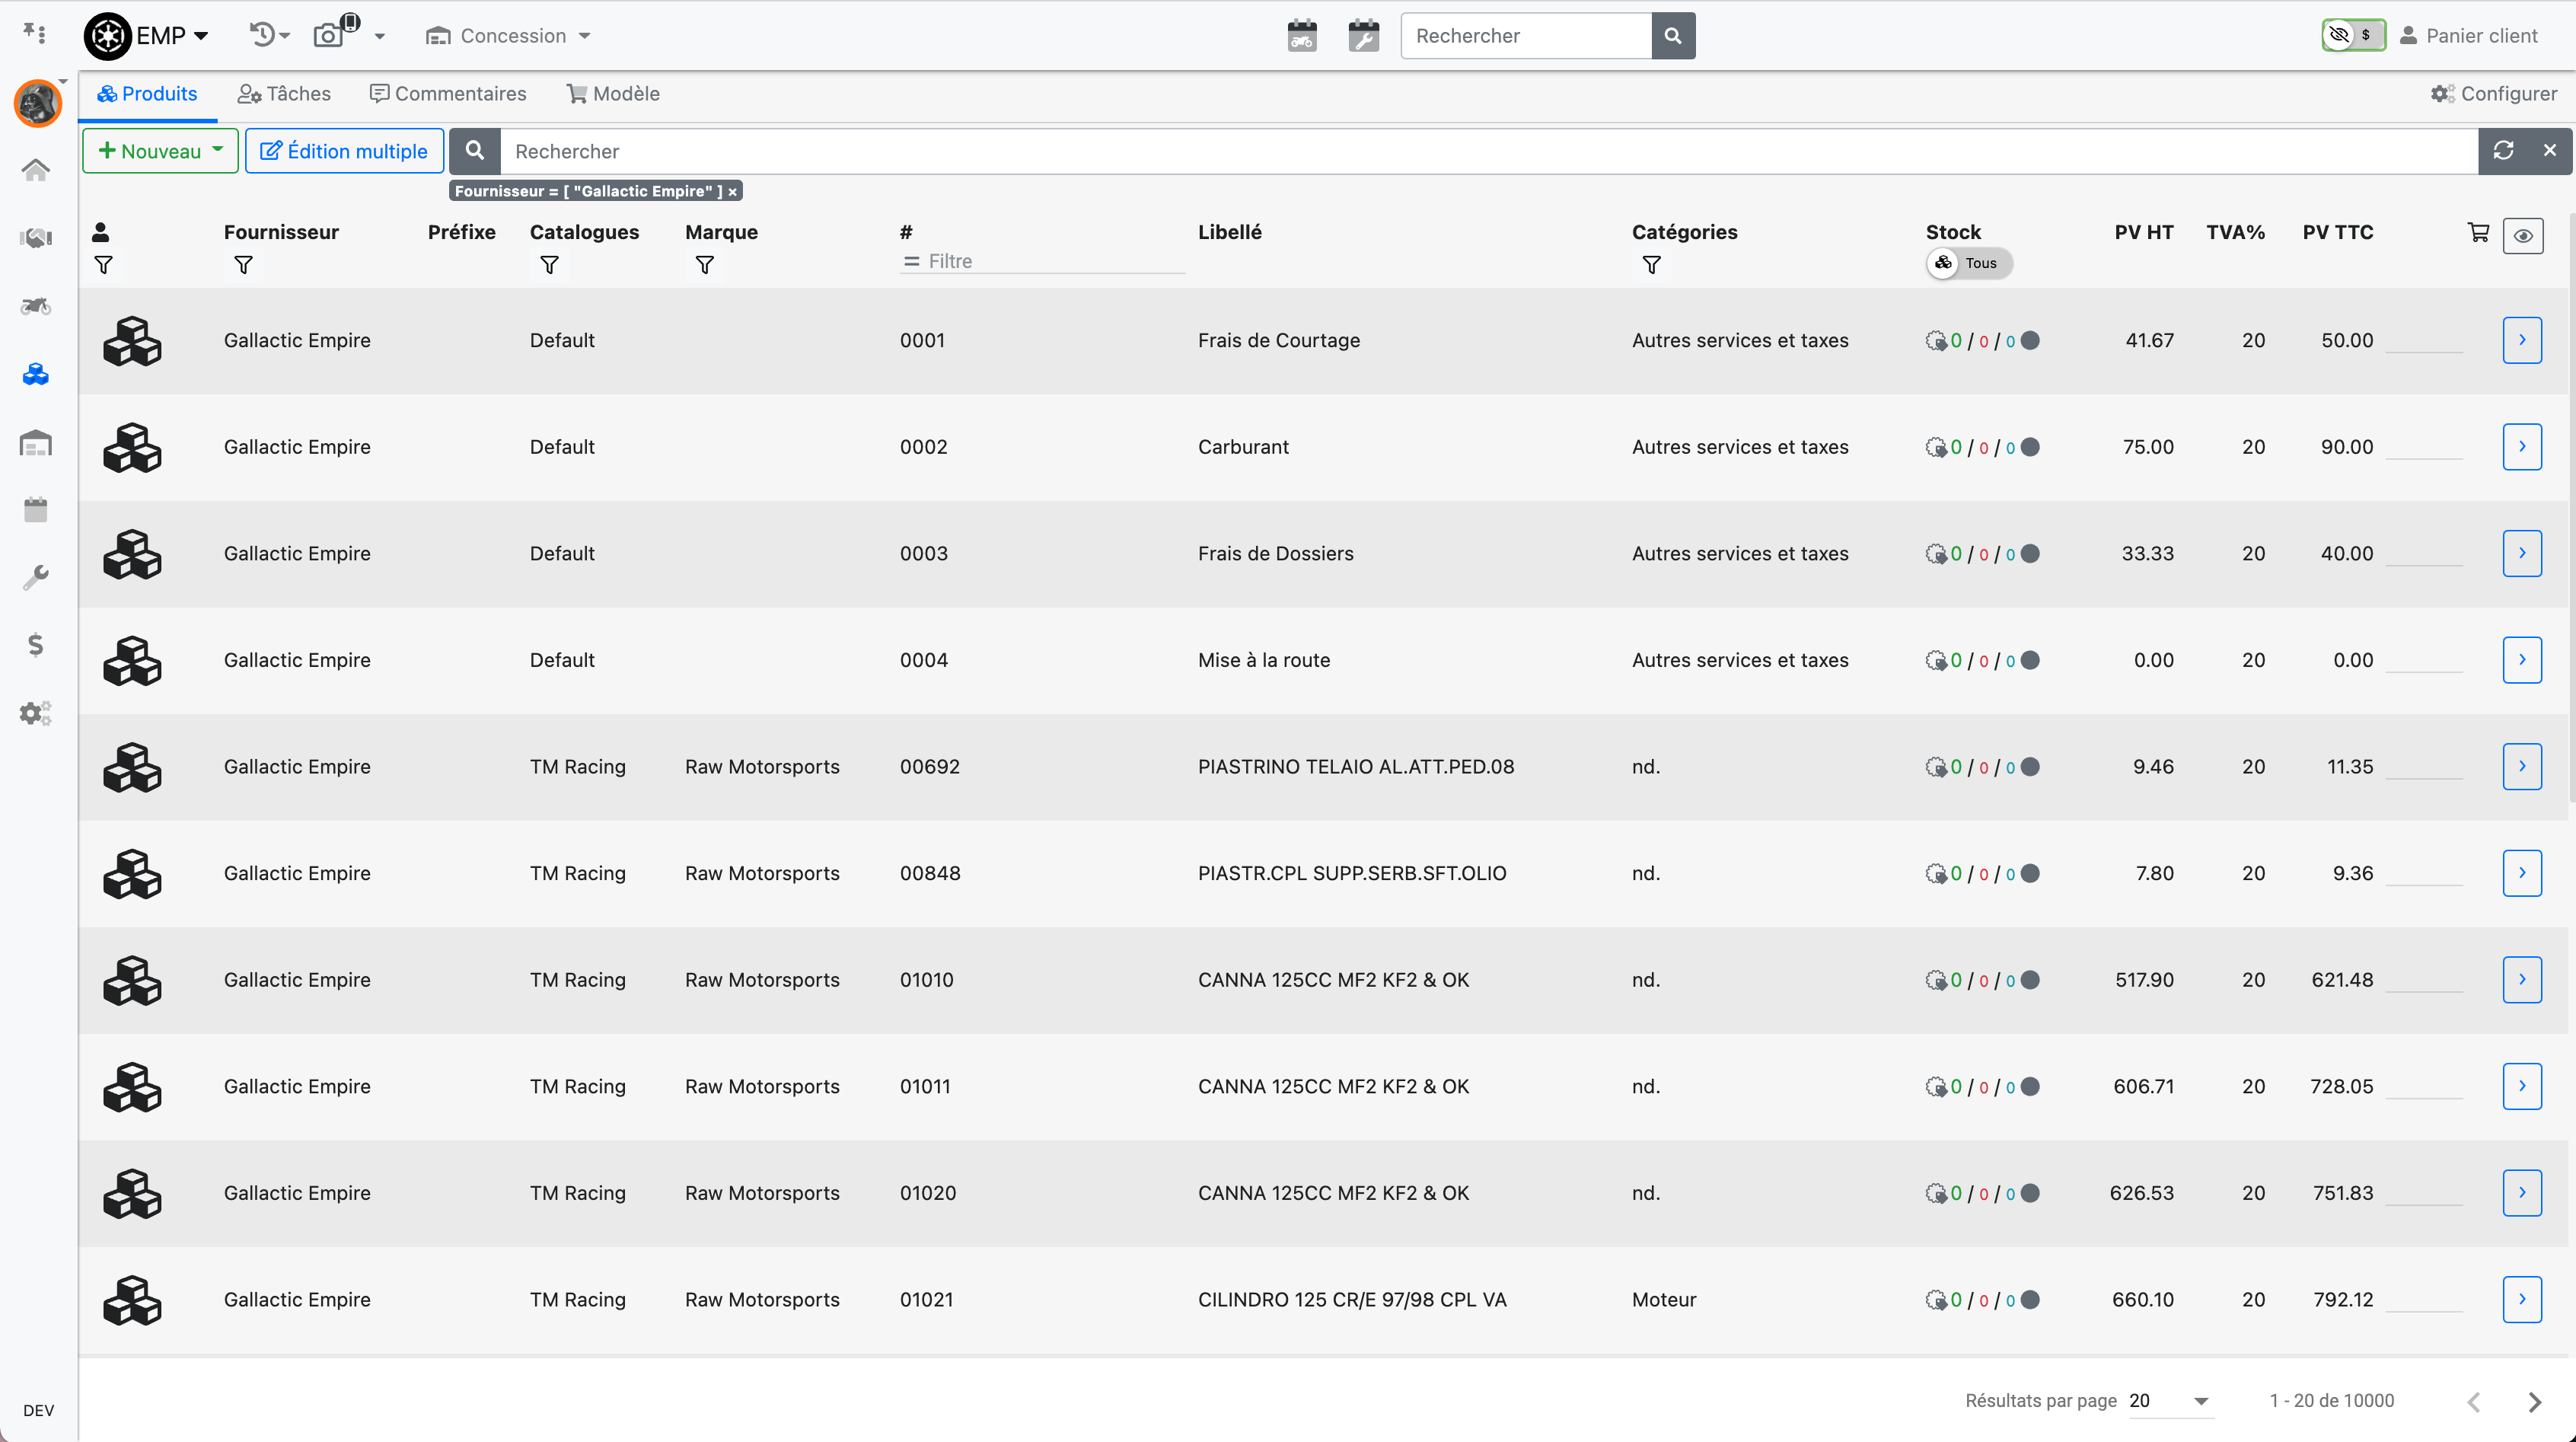 EMP
Concession
Rechercher
$
Panier client
Produits
Tâches
Commentaires
Modèle
Configurer
Nouveau
Édition multiple
Rechercher
Fournisseur = [ "Gallactic Empire" ] ×
Fournisseur Préfixe Catalogues Marque # Libellé Catégories Stock PV HT TVA% PV TTC
= Filtre
Tous
Gallactic Empire Default 0001 Frais de Courtage Autres services et taxes 0 / 0 / 0 41.67 20 50.00
Gallactic Empire Default 0002 Carburant Autres services et taxes 0 / 0 / 0 75.00 20 90.00
Gallactic Empire Default 0003 Frais de Dossiers Autres services et taxes 0 / 0 / 0 33.33 20 40.00
Gallactic Empire Default 0004 Mise à la route Autres services et taxes 0 / 0 / 0 0.00 20 0.00
Gallactic Empire TM Racing Raw Motorsports 00692 PIASTRINO TELAIO AL.ATT.PED.08 nd. 0 / 0 / 0 9.46 20 11.35
Gallactic Empire TM Racing Raw Motorsports 00848 PIASTR.CPL SUPP.SERB.SFT.OLIO nd. 0 / 0 / 0 7.80 20 9.36
Gallactic Empire TM Racing Raw Motorsports 01010 CANNA 125CC MF2 KF2 & OK nd. 0 / 0 / 0 517.90 20 621.48
Gallactic Empire TM Racing Raw Motorsports 01011 CANNA 125CC MF2 KF2 & OK nd. 0 / 0 / 0 606.71 20 728.05
Gallactic Empire TM Racing Raw Motorsports 01020 CANNA 125CC MF2 KF2 & OK nd. 0 / 0 / 0 626.53 20 751.83
Gallactic Empire TM Racing Raw Motorsports 01021 CILINDRO 125 CR/E 97/98 CPL VA Moteur 0 / 0 / 0 660.10 20 792.12
DEV
Résultats par page 20
1 - 20 de 10000